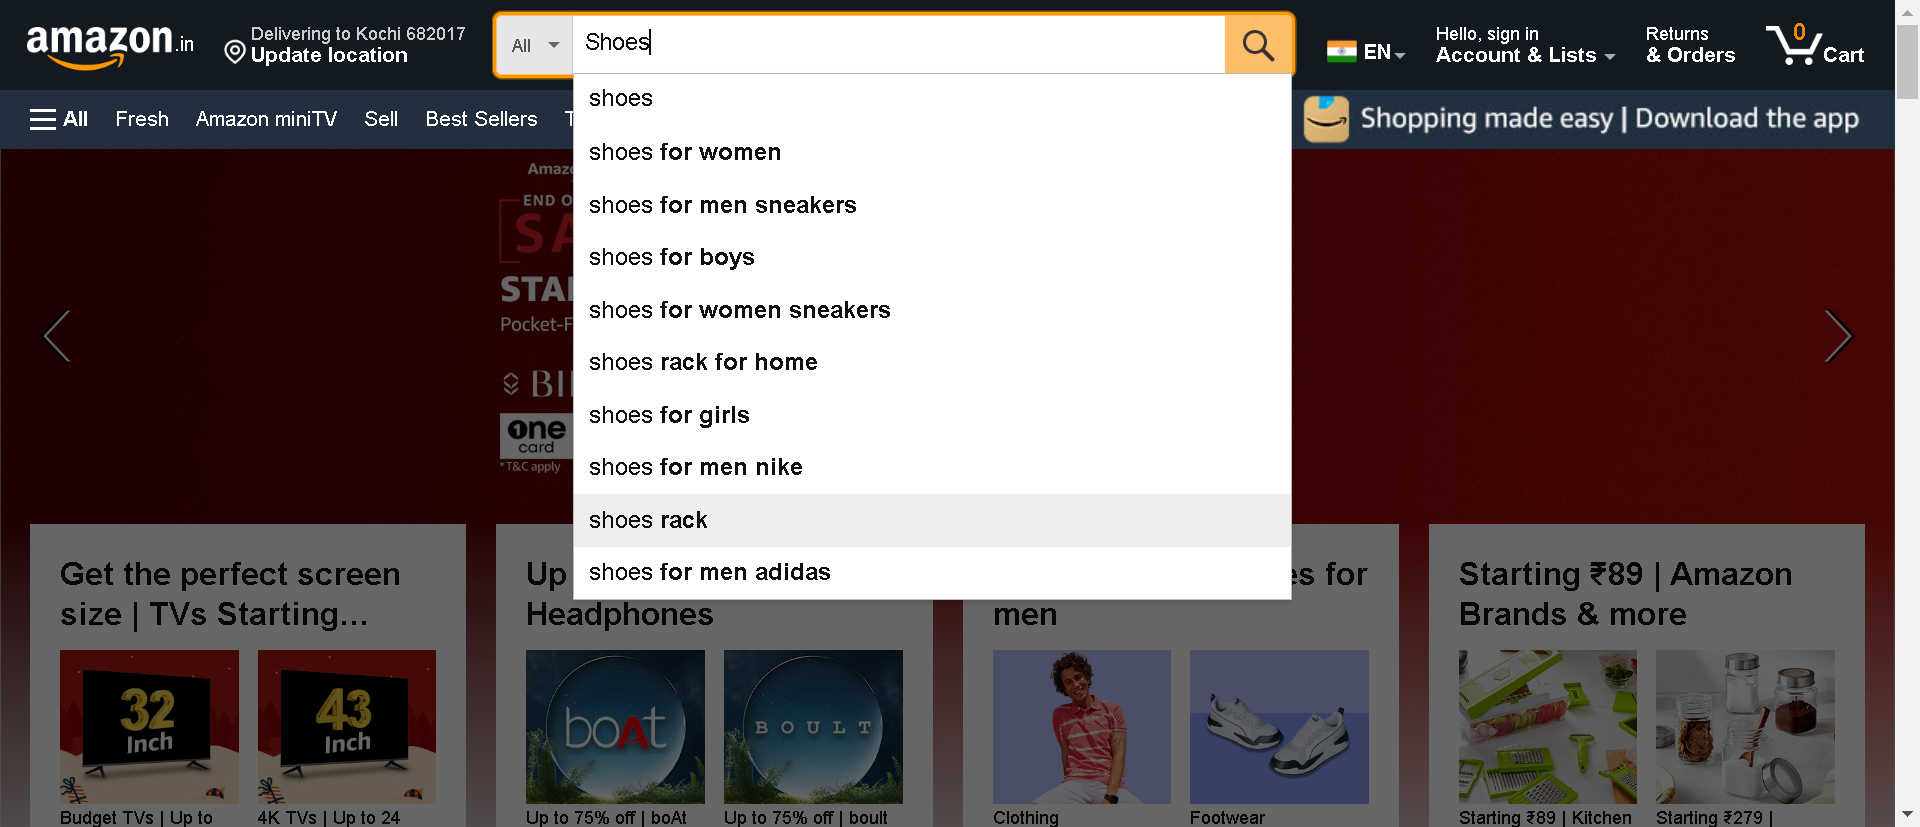 amazon.in
Delivering to Kochi 682017
Update location
All
Shoes
EN
Hello, sign in
Account & Lists
Returns
& Orders
0
Cart
All
Fresh
Amazon miniTV
Sell
Best Sellers
T
Shopping made easy | Download the app
shoes
shoes for women
shoes for men sneakers
shoes for boys
shoes for women sneakers
shoes rack for home
shoes for girls
shoes for men nike
shoes rack
shoes for men adidas
Amazo
END O
SA
STAI
Pocket-F
one
card
*T&C apply
Get the perfect screen
size | TVs Starting...
32
Inch
43
Inch
Budget TVs | Up to
4K TVs | Up to 24
Up
Headphones
boAt
BOULT
Up to 75% off | boAt
Up to 75% off | boult
es for
men
Clothing
Footwear
Starting ₹89 | Amazon
Brands & more
Starting ₹89 | Kitchen
Starting ₹279 |